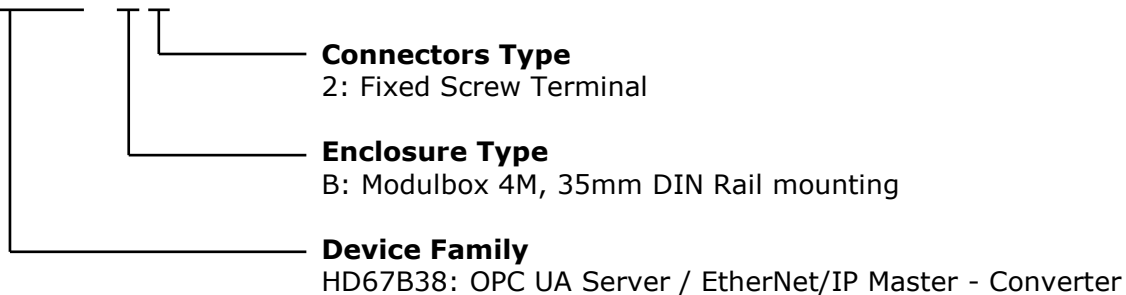 Connectors Type
2: Fixed Screw Terminal
Enclosure Type
B: Modulbox 4M, 35mm DIN Rail mounting
Device Family
HD67B38: OPC UA Server / EtherNet/IP Master - Converter